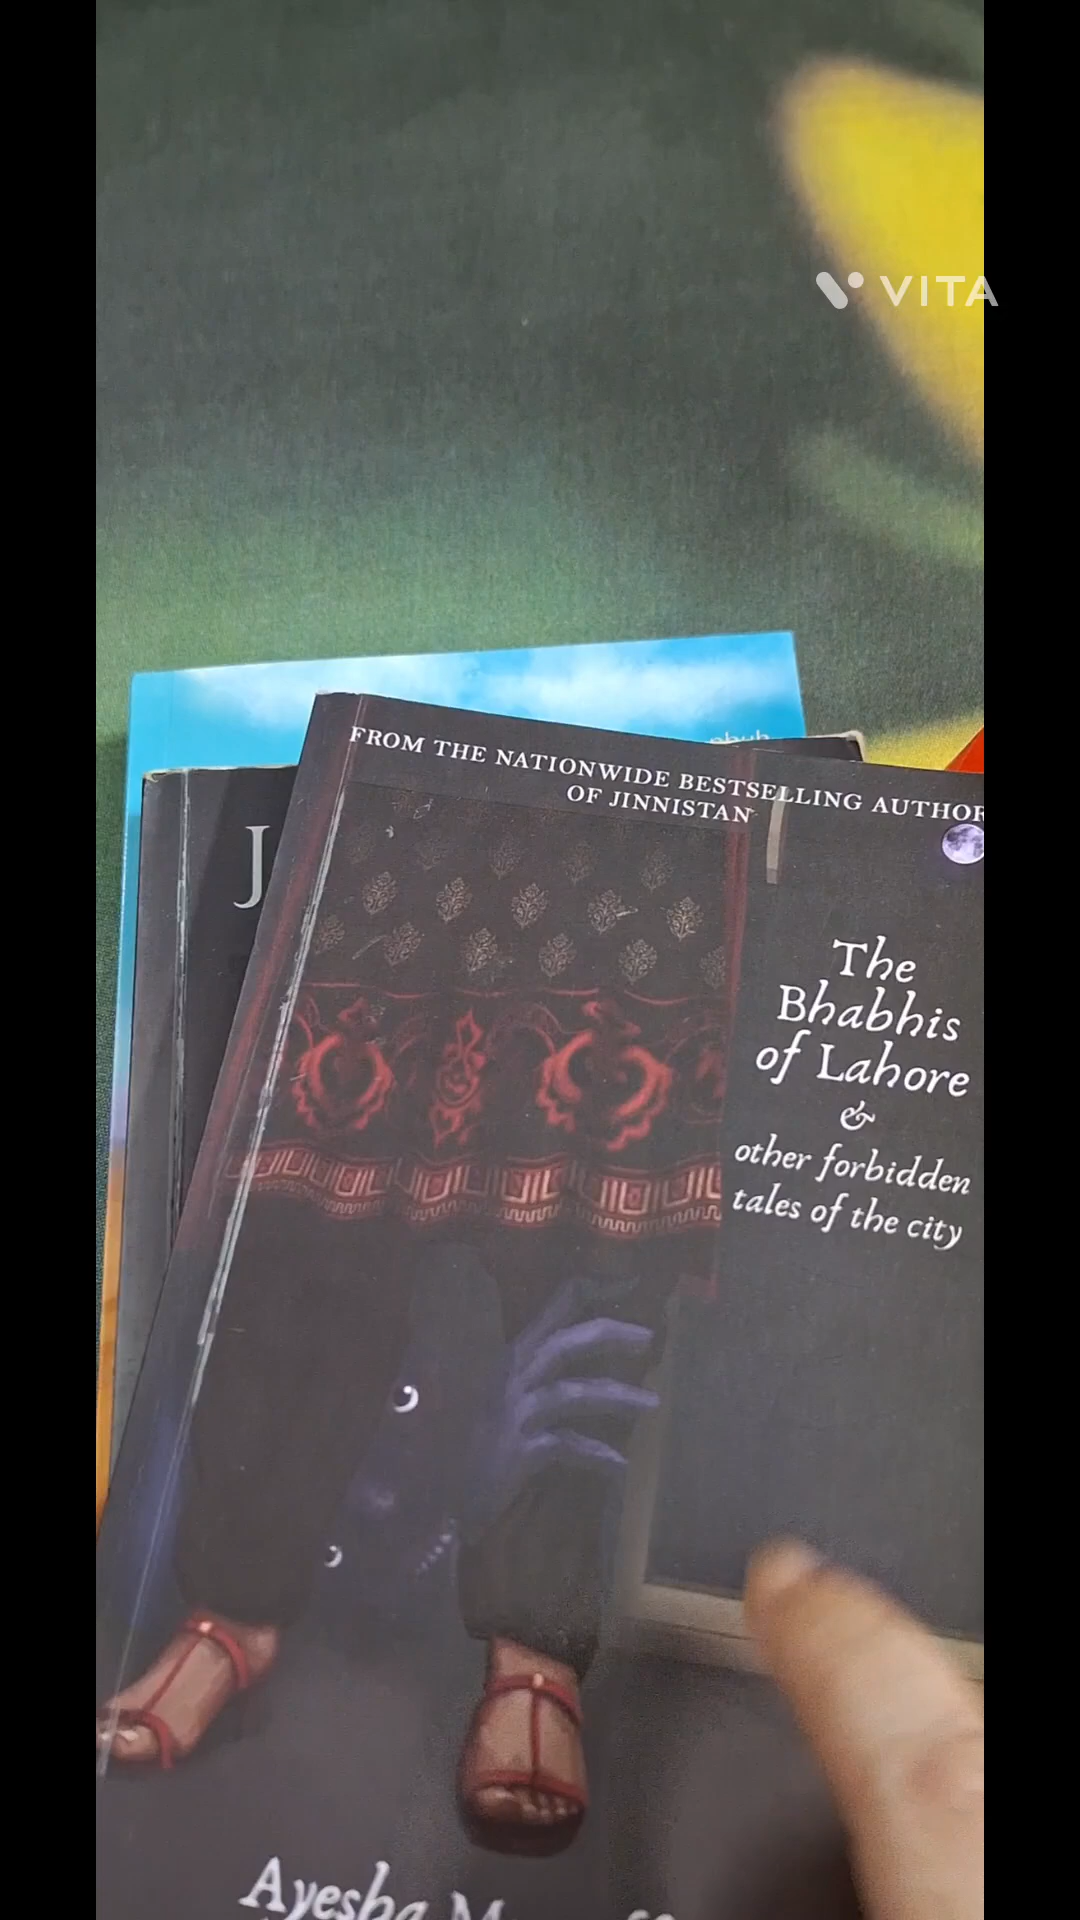 VITA
FROM THE NATIONWIDE BESTSELLING AUTHOR
OF JINNISTAN
J
The
Bhabhis
of Lahore
&
other forbidden
tales of the city
Ayesha